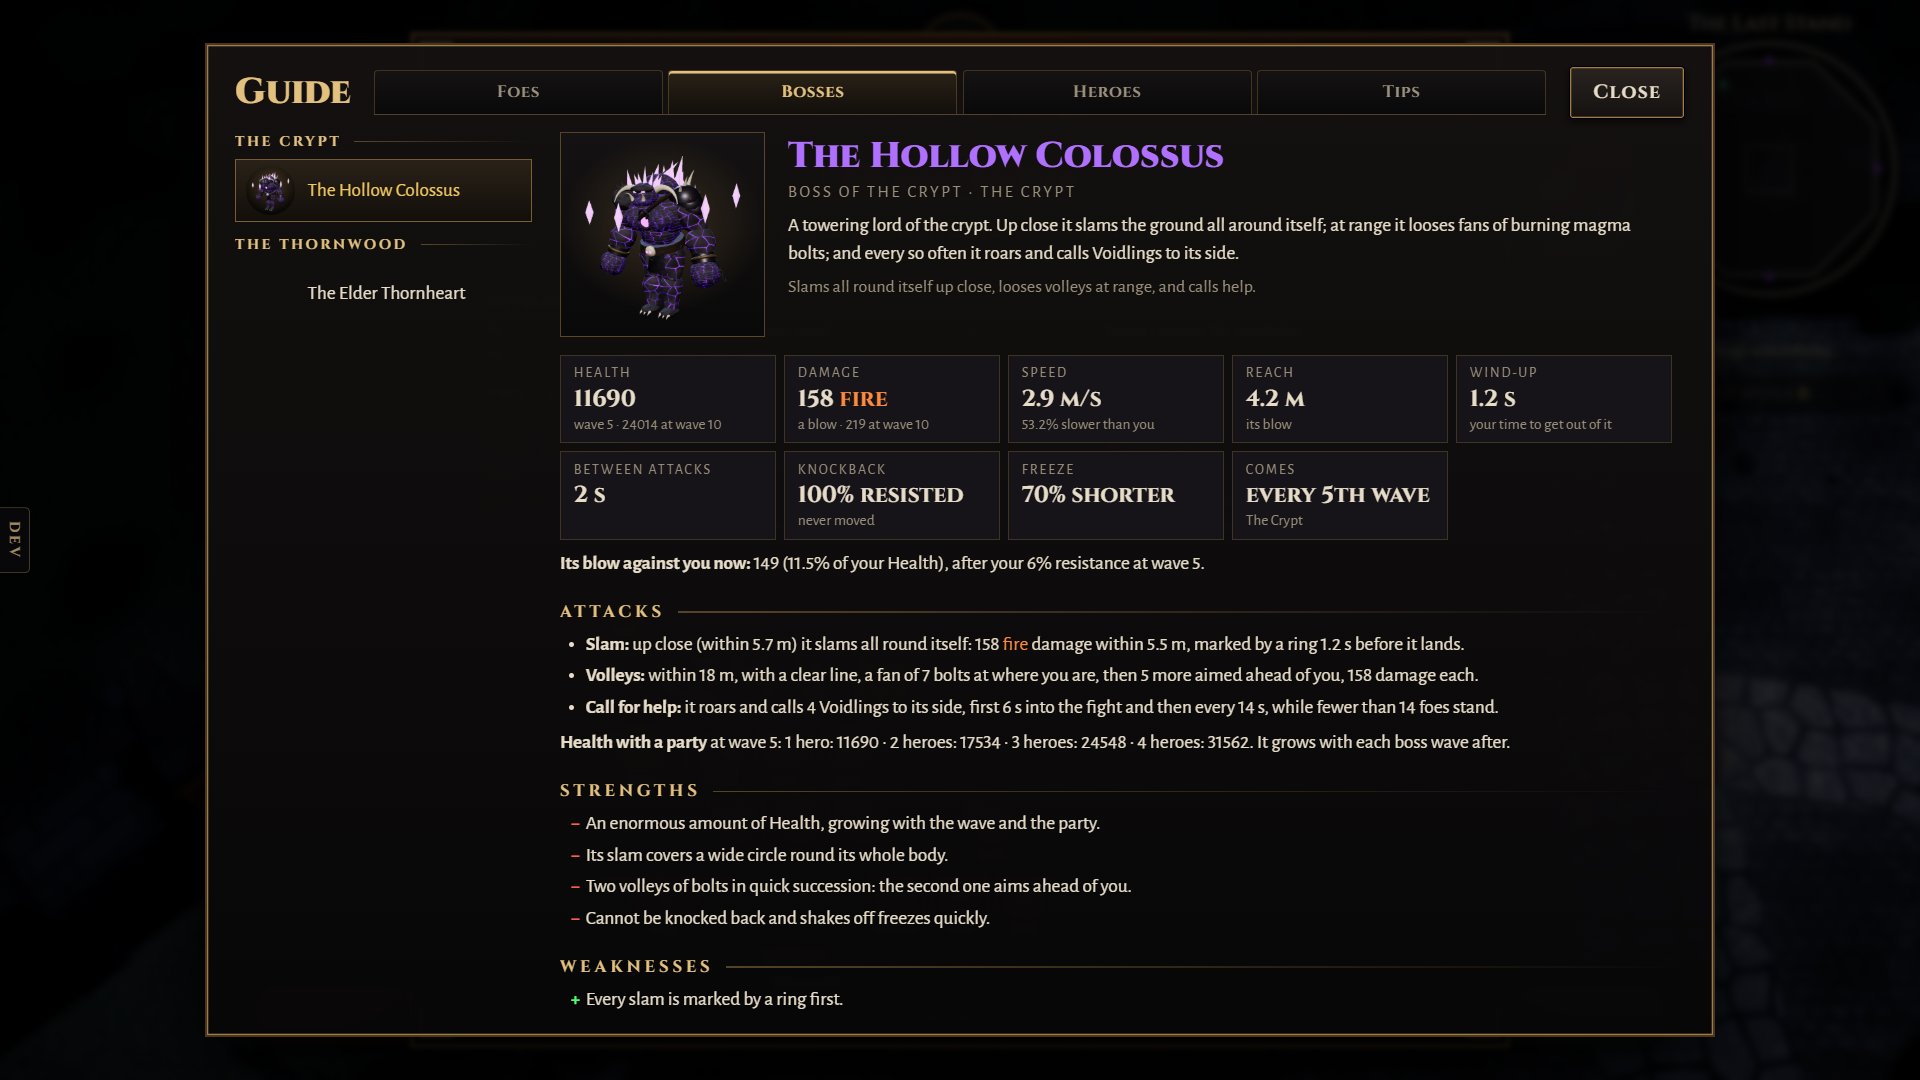 THE LAST STAND
GUIDE
FOES
BOSSES
HEROES
TIPS
CLOSE
THE CRYPT
The Hollow Colossus
THE THORNWOOD
The Elder Thornheart
THE HOLLOW COLOSSUS
BOSS OF THE CRYPT · THE CRYPT
A towering lord of the crypt. Up close it slams the ground all around itself; at range it looses fans of burning magma
bolts; and every so often it roars and calls Voidlings to its side.
Slams all round itself up close, looses volleys at range, and calls help.
HEALTH
11690
wave 5 · 24014 at wave 10
DAMAGE
158 FIRE
a blow · 219 at wave 10
SPEED
2.9 M/S
53.2% slower than you
REACH
4.2 M
its blow
WIND-UP
1.2 S
your time to get out of it
BETWEEN ATTACKS
2 S
KNOCKBACK
100% RESISTED
never moved
FREEZE
70% SHORTER
COMES
EVERY 5TH WAVE
The Crypt
Its blow against you now: 149 (11.5% of your Health), after your 6% resistance at wave 5.
ATTACKS
• Slam: up close (within 5.7 m) it slams all round itself: 158 fire damage within 5.5 m, marked by a ring 1.2 s before it lands.
• Volleys: within 18 m, with a clear line, a fan of 7 bolts at where you are, then 5 more aimed ahead of you, 158 damage each.
• Call for help: it roars and calls 4 Voidlings to its side, first 6 s into the fight and then every 14 s, while fewer than 14 foes stand.
Health with a party at wave 5: 1 hero: 11690 · 2 heroes: 17534 · 3 heroes: 24548 · 4 heroes: 31562. It grows with each boss wave after.
STRENGTHS
– An enormous amount of Health, growing with the wave and the party.
– Its slam covers a wide circle round its whole body.
– Two volleys of bolts in quick succession: the second one aims ahead of you.
– Cannot be knocked back and shakes off freezes quickly.
WEAKNESSES
+ Every slam is marked by a ring first.
DEV